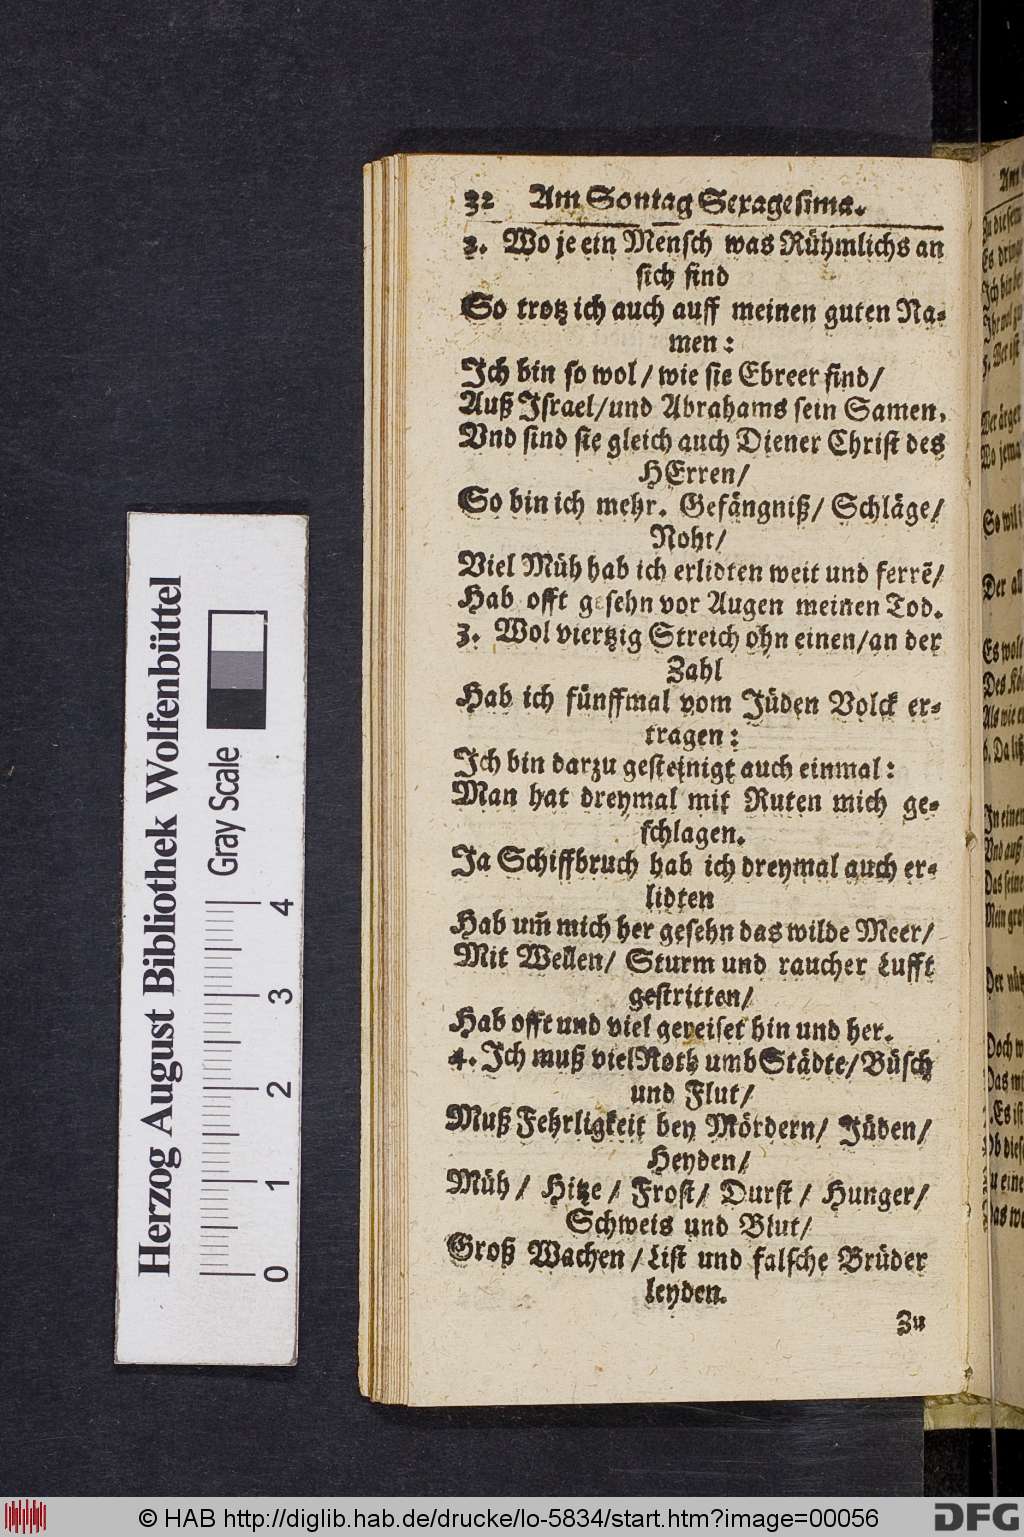 32 Am Sontag Sexagesima.
2. Wo je ein Mensch was Rühmlichs an
sich find
So trotz ich auch auff meinen guten Na-
men:
Ich bin so wol / wie sie Ebreer sind/
Auß Israel/und Abrahams sein Samen,
Vnd sind sie gleich auch Diener Christ des
HErren/
So bin ich mehr. Gefängniß/ Schläge/
Noht/
Viel Müh hab ich erlidten weit und ferrẽ/
Hab offt gesehn vor Augen meinen Tod.
3. Wol viertzig Streich ohn einen/an der
Zahl
Hab ich fünffmal vom Jüden Volck er-
tragen:
Ich bin darzu gesteinigt auch einmal:
Man hat dreymal mit Ruten mich ge-
schlagen.
Ja Schiffbruch hab ich dreymal auch er-
lidten
Hab um̃ mich her gesehn das wilde Meer/
Mit Wellen/ Sturm und raucher Lufft
gestritten/
Hab offt und viel gereiset hin und her.
4. Ich muß viel Noth umb Städte/ Büsch
und Flut/
Muß Fehrligkeit bey Mördern/ Jüden/
Heyden/
Müh / Hitze / Frost/ Durst / Hunger/
Schweis und Blut/
Groß Wachen / List und falsche Brüder
leyden.
Zu
Herzog August Bibliothek Wolfenbüttel
Gray Scale
0 1 2 3 4
© HAB http://diglib.hab.de/drucke/lo-5834/start.htm?image=00056
DFG